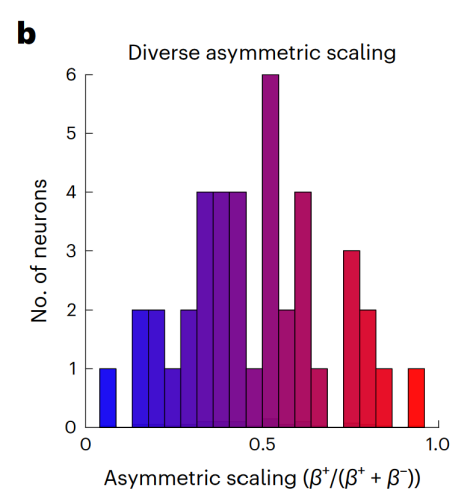 b
Diverse asymmetric scaling
No. of neurons
6
5
4
3
2
1
0
0
0.5
1.0
Asymmetric scaling (β⁺/(β⁺ + β⁻))